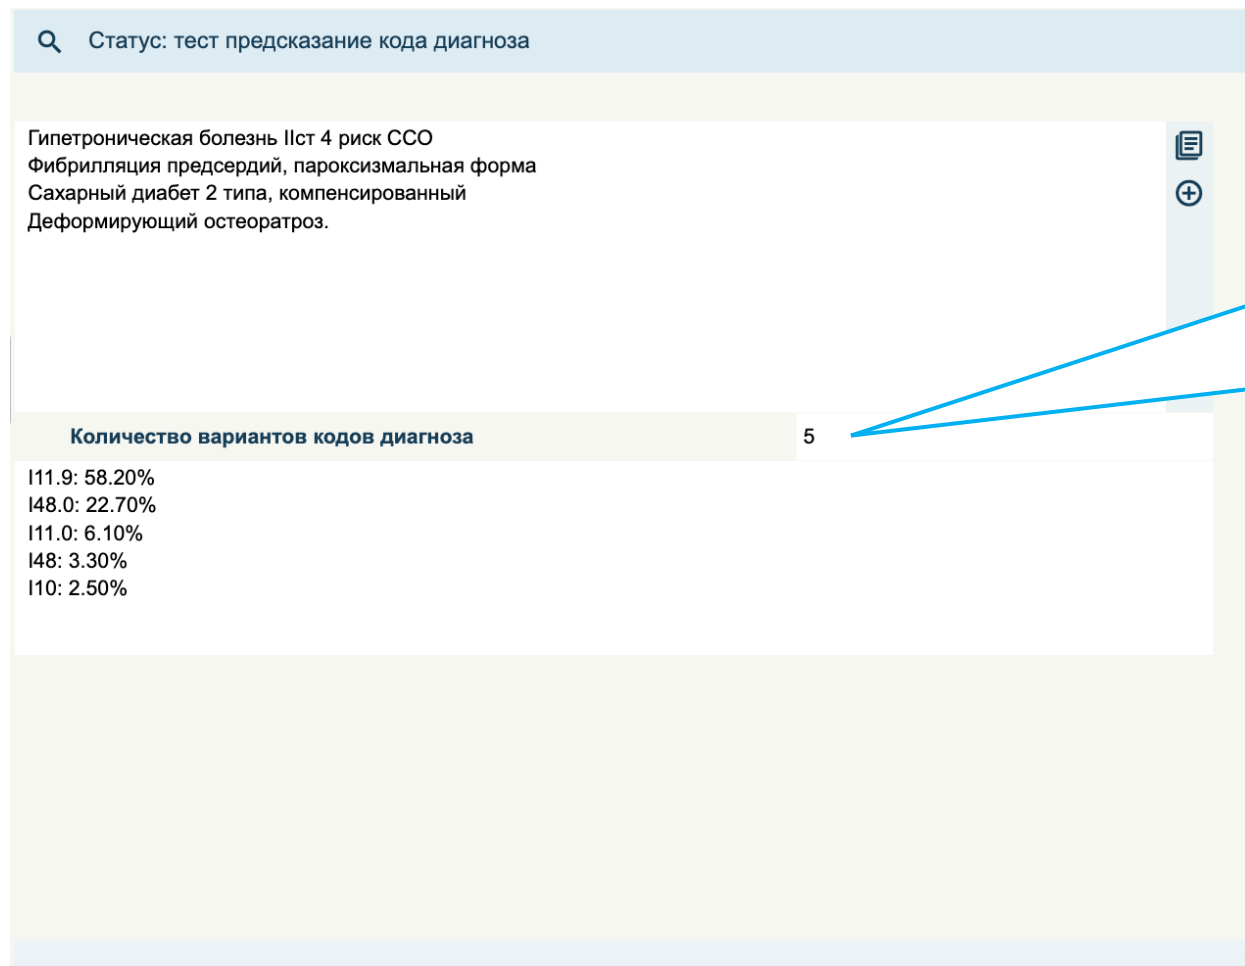 Статус: тест предсказание кода диагноза
Гипетроническая болезнь IIст 4 риск ССО
Фибрилляция предсердий, пароксизмальная форма
Сахарный диабет 2 типа, компенсированный
Деформирующий остеоратроз.
Количество вариантов кодов диагноза 5
I11.9: 58.20%
I48.0: 22.70%
I11.0: 6.10%
I48: 3.30%
I10: 2.50%